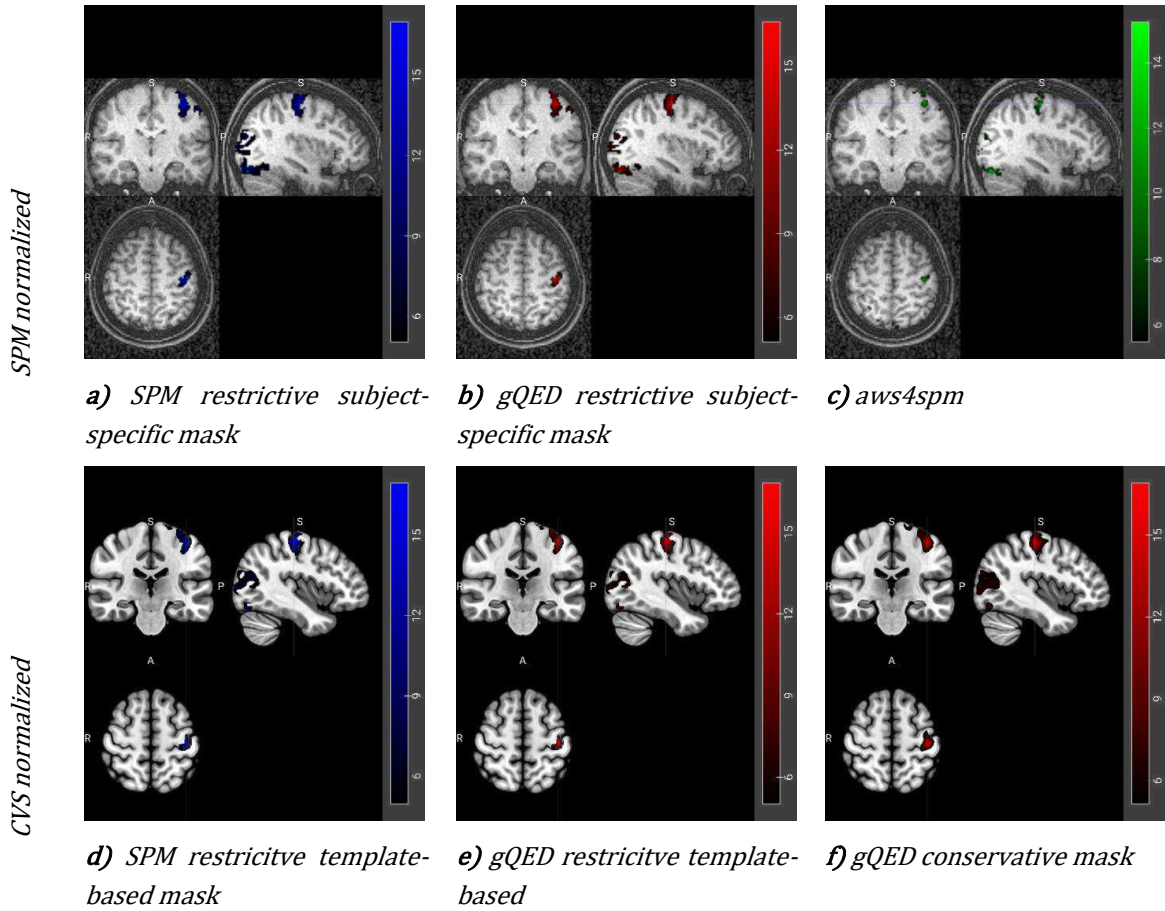 SPM normalized
S
R
P
A
R
15
12
9
6
S
R
P
A
R
15
12
9
6
S
R
P
A
R
14
12
10
8
6
a) SPM restrictive subject-
specific mask
b) gQED restrictive subject-
specific mask
c) aws4spm
CVS normalized
S
R
P
A
R
15
12
9
6
S
S
R
P
A
R
15
12
9
6
S
S
R
P
A
R
15
12
9
6
S
d) SPM restricitve template-
based mask
e) gQED restricitve template-
based
f) gQED conservative mask